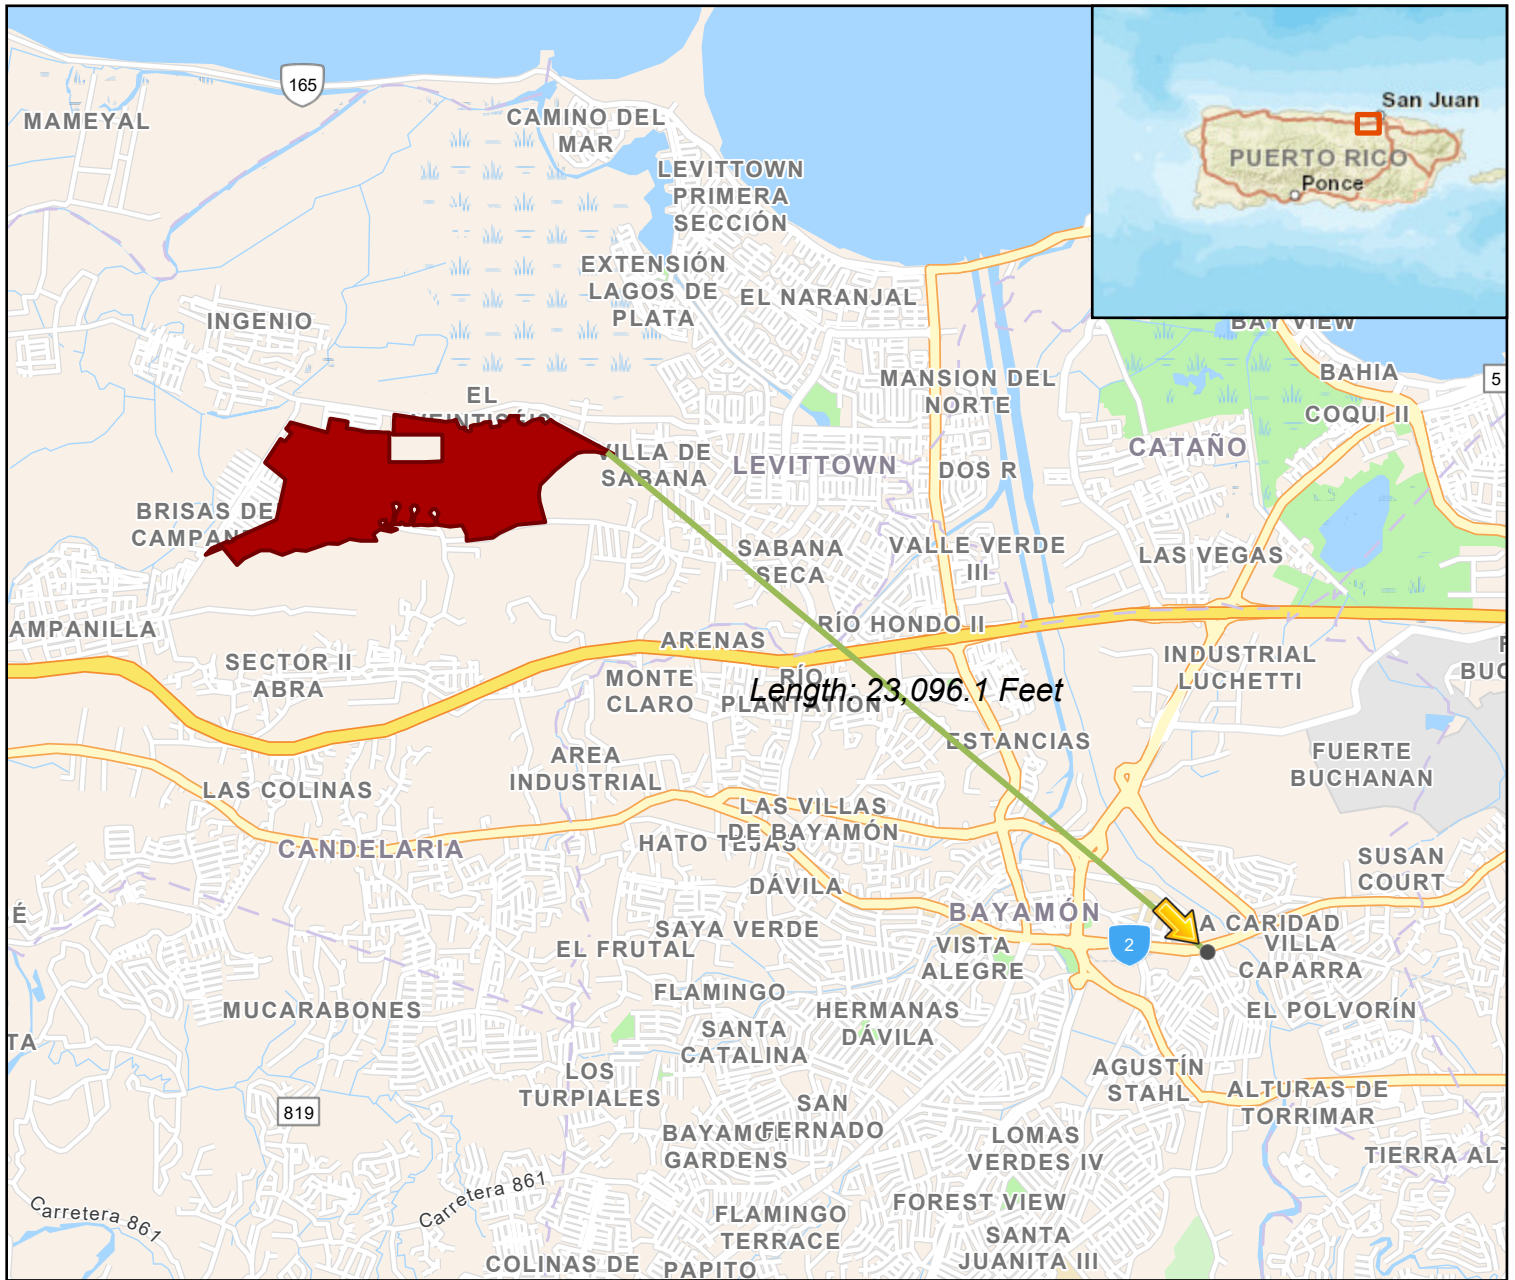 165
MAMEYAL
CAMINO DEL
MAR
San Juan
PUERTO RICO
Ponce
LEVITTOWN
PRIMERA
SECCIÓN
EXTENSIÓN
LAGOS DE
PLATA
EL NARANJAL
INGENIO
BAY VIEW
BAHIA
5
COQUI II
MANSION DEL
NORTE
EL
CATAÑO
VILLA DE
SABANA
LEVITTOWN
DOS R
BRISAS DE
CAMPAN
SABANA
SECA
VALLE VERDE
III
LAS VEGAS
AMPANILLA
ARENAS
RÍO HONDO II
SECTOR II
ABRA
MONTE
CLARO
RÍO
PLANTATION
Length: 23,096.1 Feet
INDUSTRIAL
LUCHETTI
BUC
ESTANCIAS
FUERTE
BUCHANAN
AREA
INDUSTRIAL
LAS COLINAS
LAS VILLAS
DE BAYAMÓN
CANDELARIA
HATO TEJAS
SUSAN
COURT
DÁVILA
É
BAYAMÓN
SAYA VERDE
A CARIDAD
2
EL FRUTAL
VISTA
ALEGRE
VILLA
CAPARRA
FLAMINGO
MUCARABONES
HERMANAS
DÁVILA
EL POLVORÍN
SANTA
CATALINA
TA
LOS
TURPIALES
AGUSTÍN
STAHL
ALTURAS DE
TORRIMAR
819
SAN
FERNADO
BAYAMO
GARDENS
LOMAS
VERDES IV
TIERRA ALT
Carretera 861
Carretera 861
FOREST VIEW
FLAMINGO
TERRACE
SANTA
JUANITA III
COLINAS DE
PAPITO